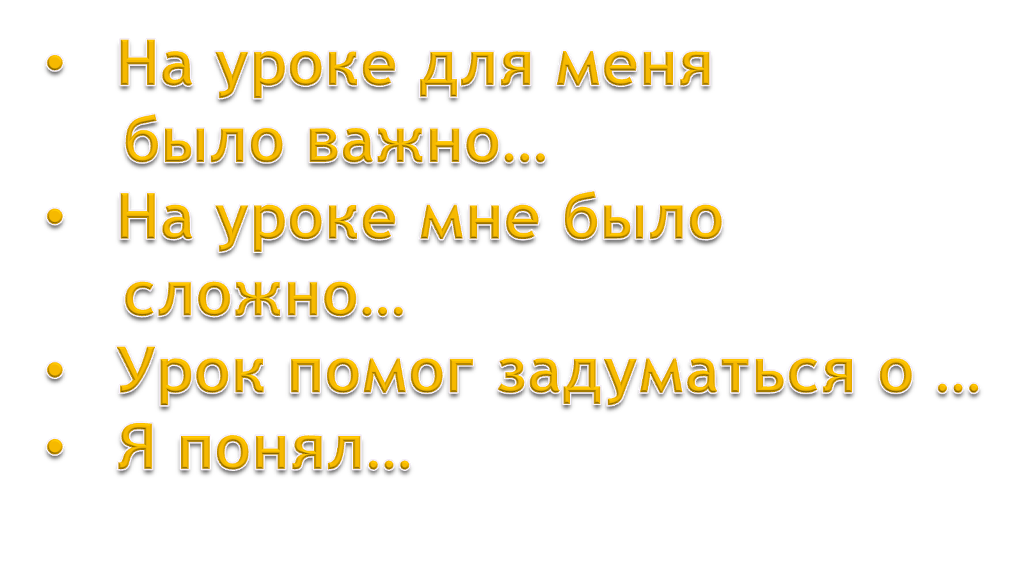 • На уроке для меня
было важно…
• На уроке мне было
сложно…
• Урок помог задуматься о …
• Я понял…